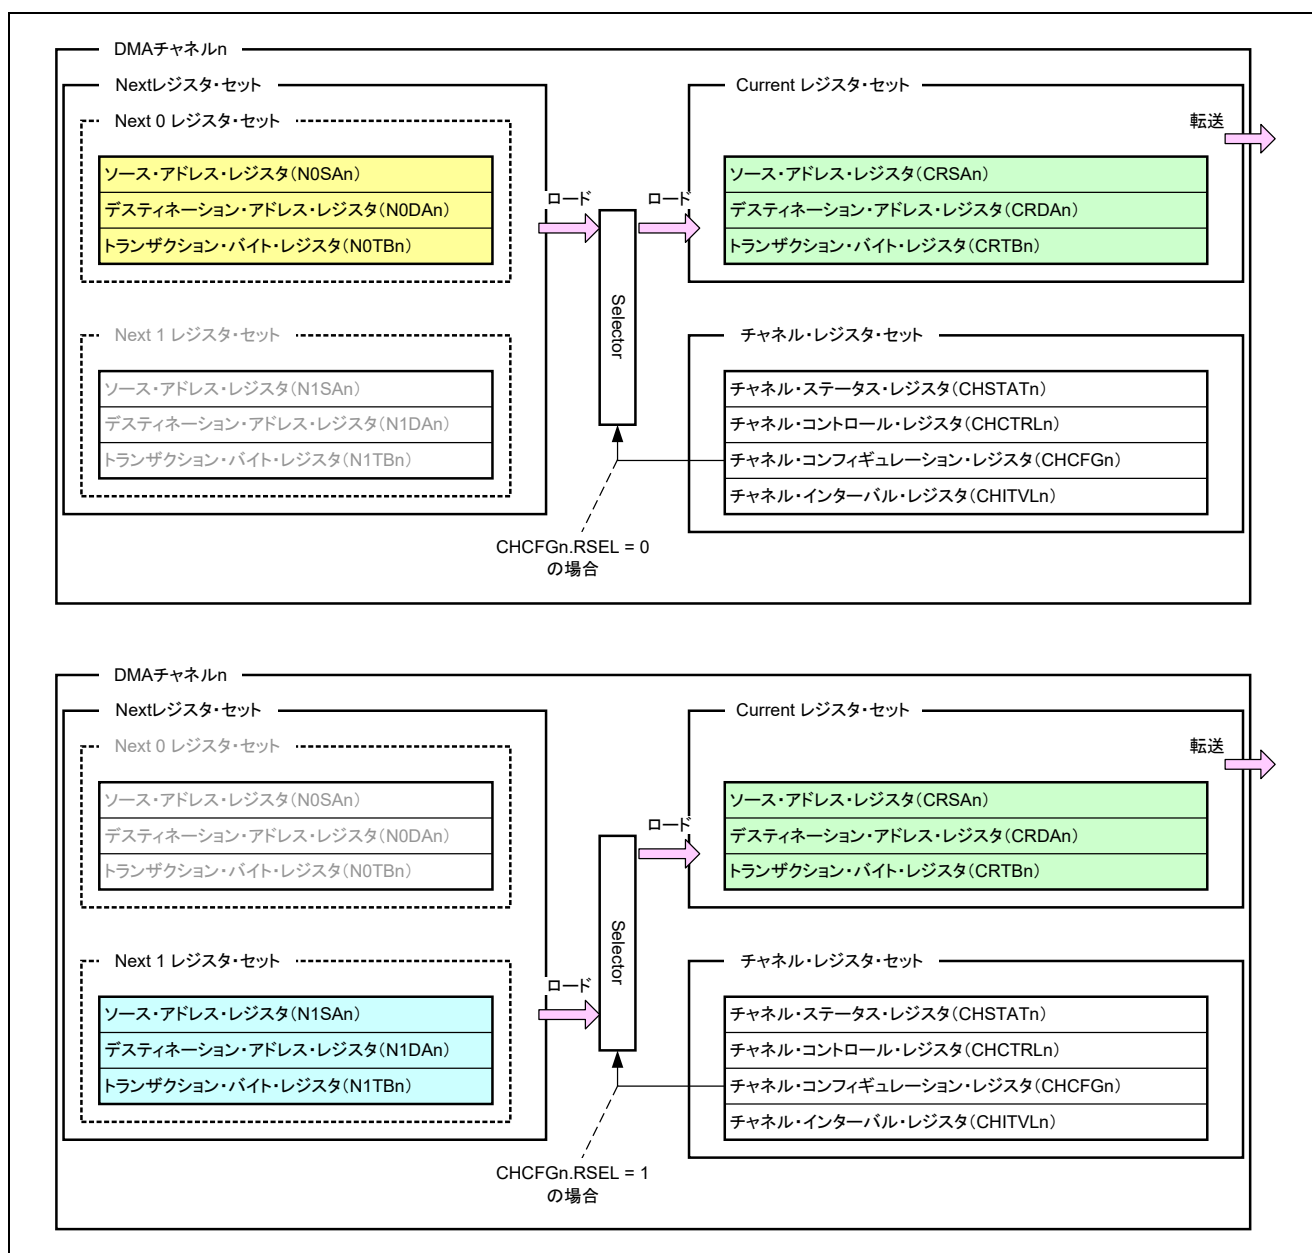 DMAチャネルn
Nextレジスタ・セット
Next 0 レジスタ・セット
ソース・アドレス・レジスタ(N0SAn)
デスティネーション・アドレス・レジスタ(N0DAn)
トランザクション・バイト・レジスタ(N0TBn)
Next 1 レジスタ・セット
ソース・アドレス・レジスタ(N1SAn)
デスティネーション・アドレス・レジスタ(N1DAn)
トランザクション・バイト・レジスタ(N1TBn)
ロード
Selector
ロード
Current レジスタ・セット
転送
ソース・アドレス・レジスタ(CRSAn)
デスティネーション・アドレス・レジスタ(CRDAn)
トランザクション・バイト・レジスタ(CRTBn)
チャネル・レジスタ・セット
チャネル・ステータス・レジスタ(CHSTATn)
チャネル・コントロール・レジスタ(CHCTRLn)
チャネル・コンフィギュレーション・レジスタ(CHCFGn)
チャネル・インターバル・レジスタ(CHITVLn)
CHCFGn.RSEL = 0
の場合
DMAチャネルn
Nextレジスタ・セット
Next 0 レジスタ・セット
ソース・アドレス・レジスタ(N0SAn)
デスティネーション・アドレス・レジスタ(N0DAn)
トランザクション・バイト・レジスタ(N0TBn)
Next 1 レジスタ・セット
ソース・アドレス・レジスタ(N1SAn)
デスティネーション・アドレス・レジスタ(N1DAn)
トランザクション・バイト・レジスタ(N1TBn)
ロード
Selector
ロード
Current レジスタ・セット
転送
ソース・アドレス・レジスタ(CRSAn)
デスティネーション・アドレス・レジスタ(CRDAn)
トランザクション・バイト・レジスタ(CRTBn)
チャネル・レジスタ・セット
チャネル・ステータス・レジスタ(CHSTATn)
チャネル・コントロール・レジスタ(CHCTRLn)
チャネル・コンフィギュレーション・レジスタ(CHCFGn)
チャネル・インターバル・レジスタ(CHITVLn)
CHCFGn.RSEL = 1
の場合